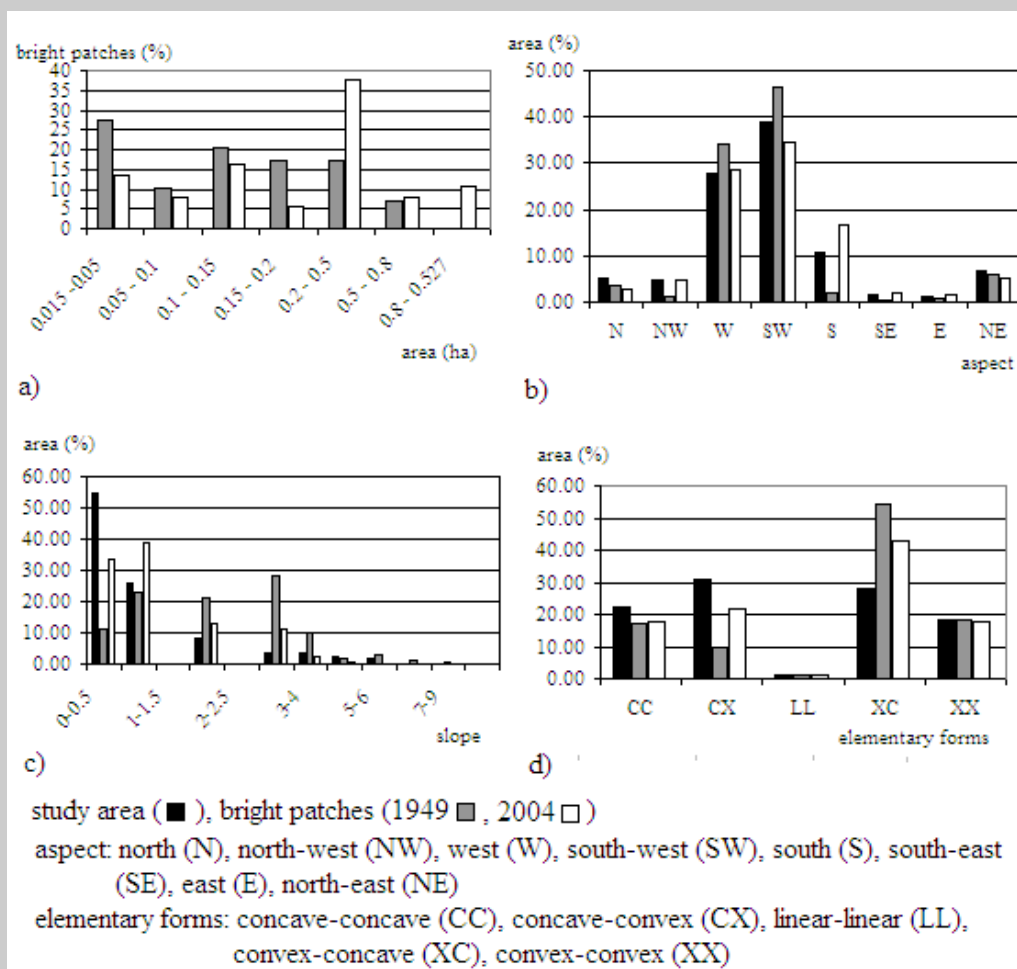 bright patches (%)
40
35
30
25
20
15
10
5
0
0.015 -0.05
0.05 - 0.1
0.1 - 0.15
0.15 - 0.2
0.2 - 0.5
0.5 - 0.8
0.8 - 0.527
area (ha)
a)
area (%)
50.00
40.00
30.00
20.00
10.00
0.00
N NW W SW S SE E NE
aspect
b)
area (%)
60.00
50.00
40.00
30.00
20.00
10.00
0.00
0-0.5
1-1.5
2-2.5
3-4
5-6
7-9
slope
c)
area (%)
60.00
50.00
40.00
30.00
20.00
10.00
0.00
CC CX LL XC XX
elementary forms
d)
study area ( ■ ), bright patches (1949 ■ , 2004 □ )
aspect: north (N), north-west (NW), west (W), south-west (SW), south (S), south-east
(SE), east (E), north-east (NE)
elementary forms: concave-concave (CC), concave-convex (CX), linear-linear (LL),
convex-concave (XC), convex-convex (XX)